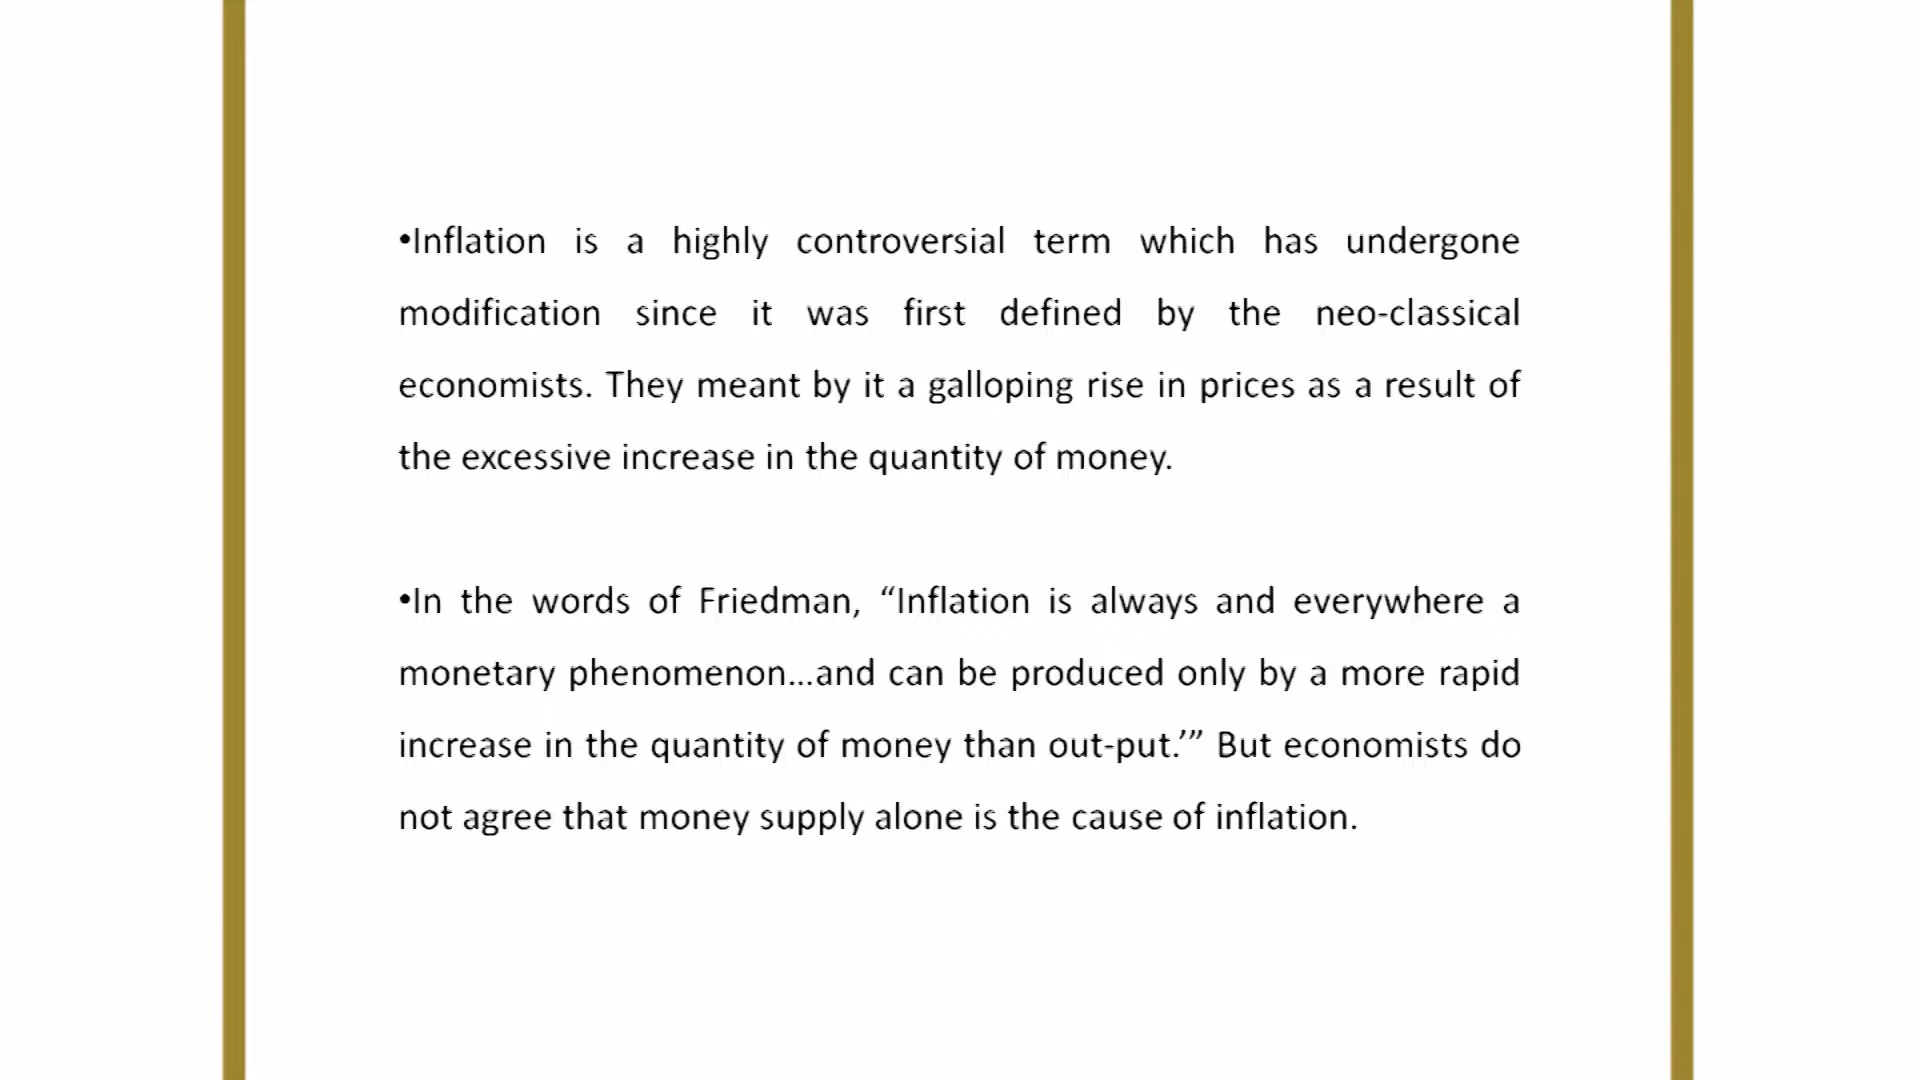 •Inflation is a highly controversial term which has undergone
modification since it was first defined by the neo-classical
economists. They meant by it a galloping rise in prices as a result of
the excessive increase in the quantity of money.
•In the words of Friedman, “Inflation is always and everywhere a
monetary phenomenon...and can be produced only by a more rapid
increase in the quantity of money than out-put.’” But economists do
not agree that money supply alone is the cause of inflation.